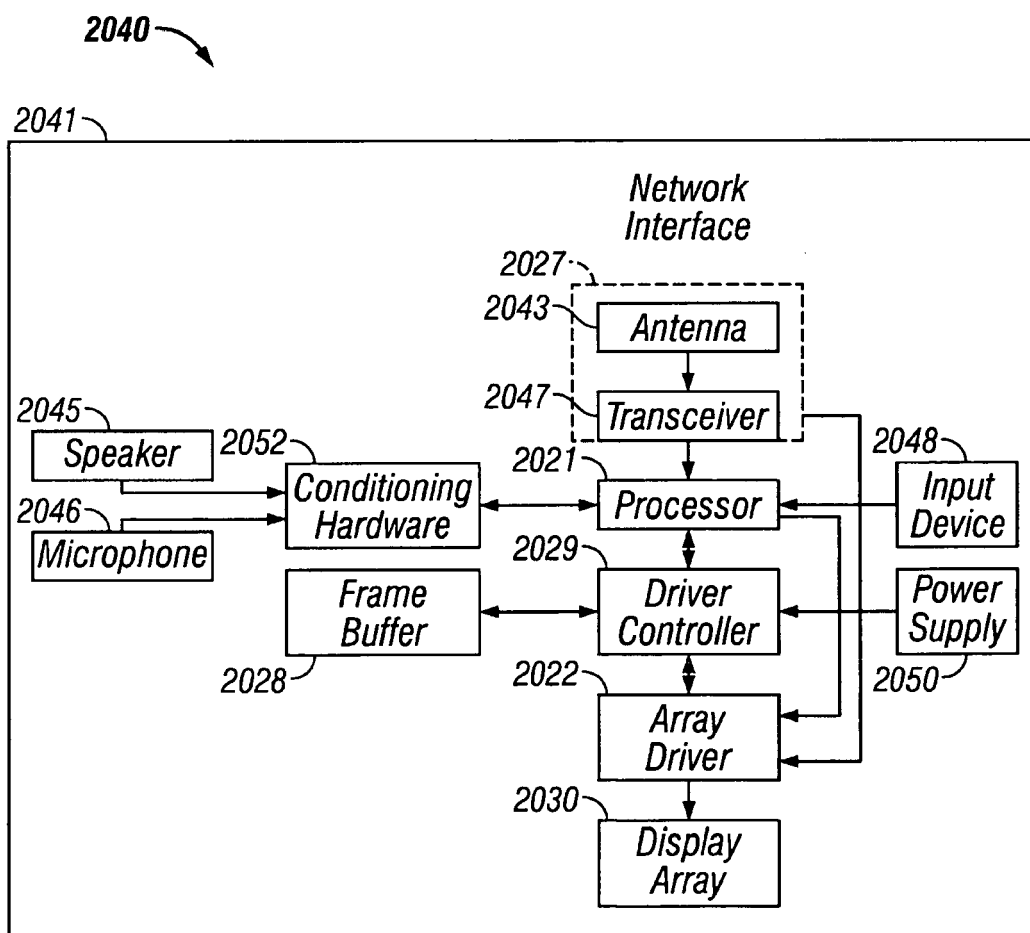 2040
2041
Network
Interface
2027
2043
Antenna
2047
Transceiver
2045
Speaker
2052
2021
2048
Conditioning
Hardware
Processor
Input
Device
2046
Microphone
2029
Frame
Buffer
Driver
Controller
Power
Supply
2028
2022
2050
Array
Driver
2030
Display
Array